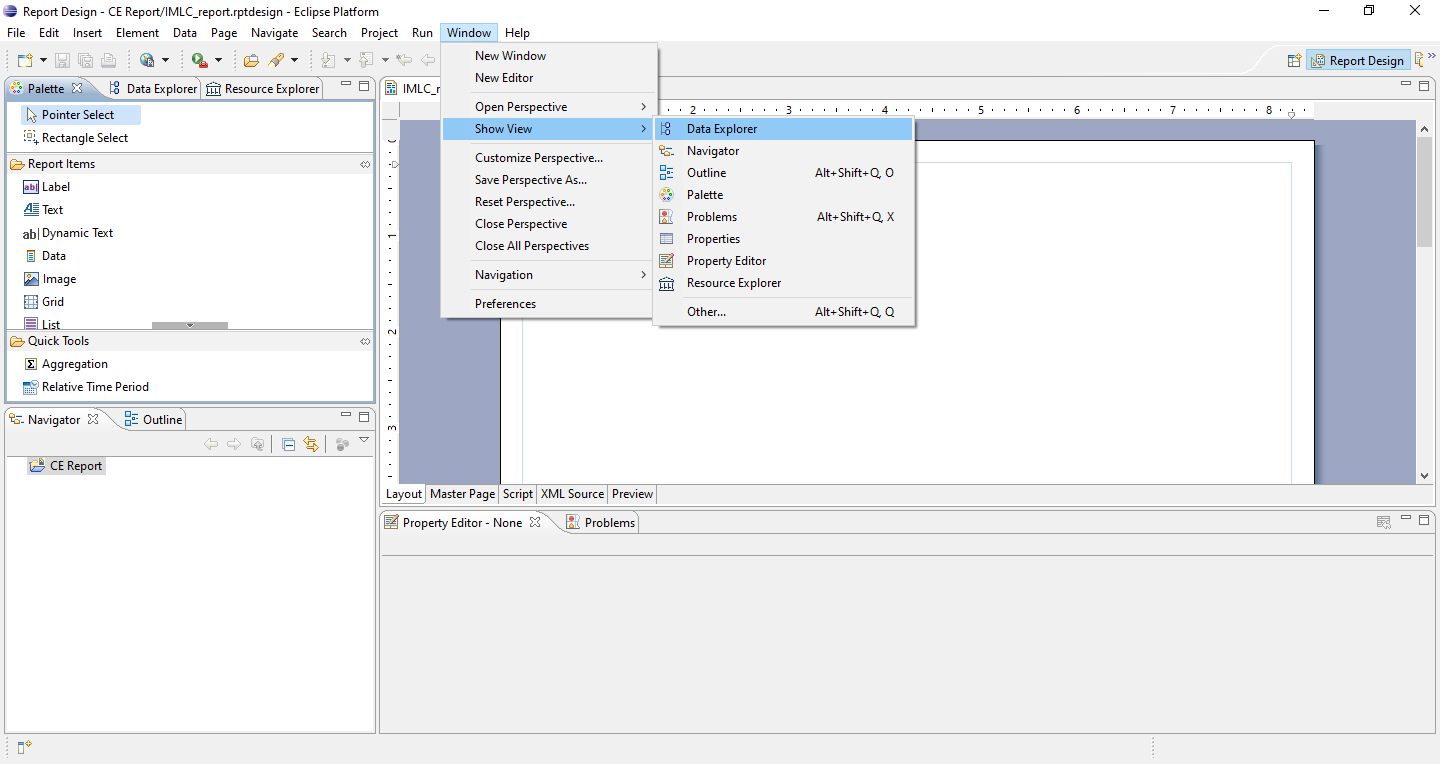 Report Design - CE Report/IMLC_report.rptdesign - Eclipse Platform
File Edit Insert Element Data Page Navigate Search Project Run Window Help
Report Design
Palette Data Explorer Resource Explorer
Pointer Select
Rectangle Select
Report Items
ab| Label
Text
ab| Dynamic Text
Data
Image
Grid
List
Quick Tools
Σ Aggregation
Relative Time Period
Navigator Outline
CE Report
New Window
New Editor
Open Perspective
Show View
Customize Perspective...
Save Perspective As...
Reset Perspective...
Close Perspective
Close All Perspectives
Navigation
Preferences
Data Explorer
Navigator
Outline Alt+Shift+Q, O
Palette
Problems Alt+Shift+Q, X
Properties
Property Editor
Resource Explorer
Other... Alt+Shift+Q, Q
IMLC_r
2 3 4 5 6 7 8
1
2
3
Layout Master Page Script XML Source Preview
Property Editor - None Problems